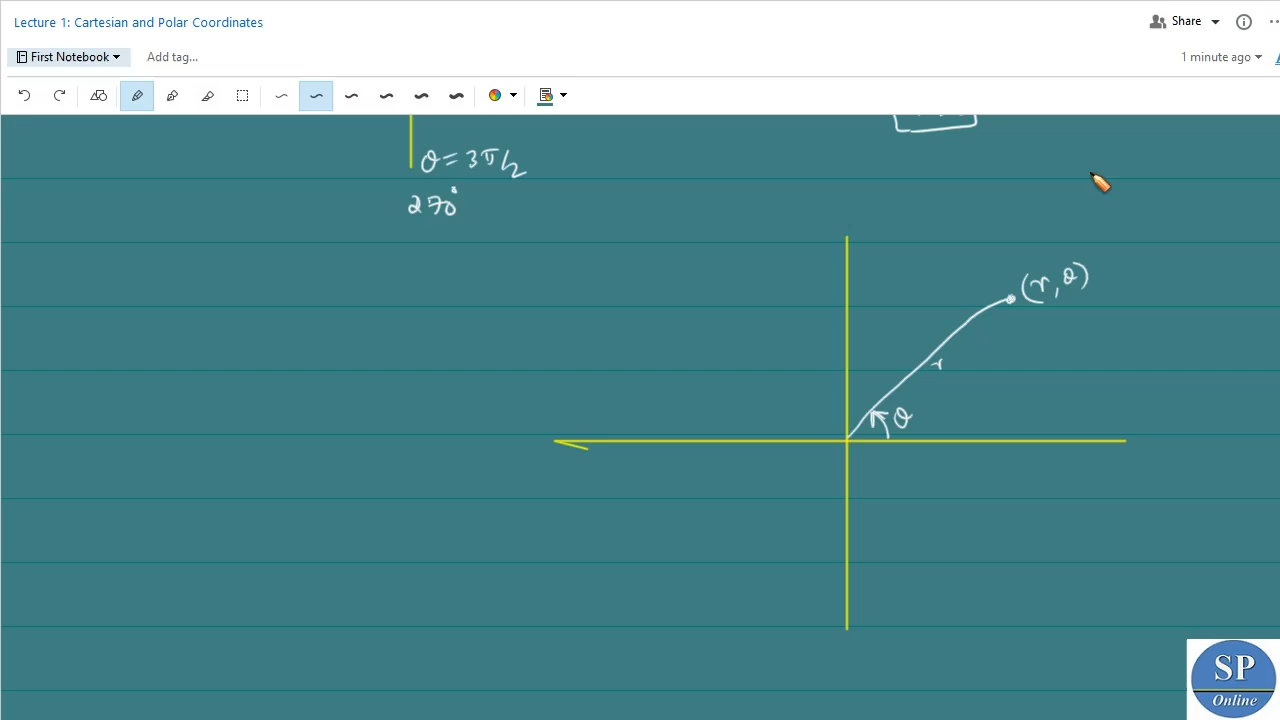 Lecture 1: Cartesian and Polar Coordinates
Share
First Notebook
Add tag...
1 minute ago
θ = 3π/2
270°
(r, θ)
r
θ
SP
Online